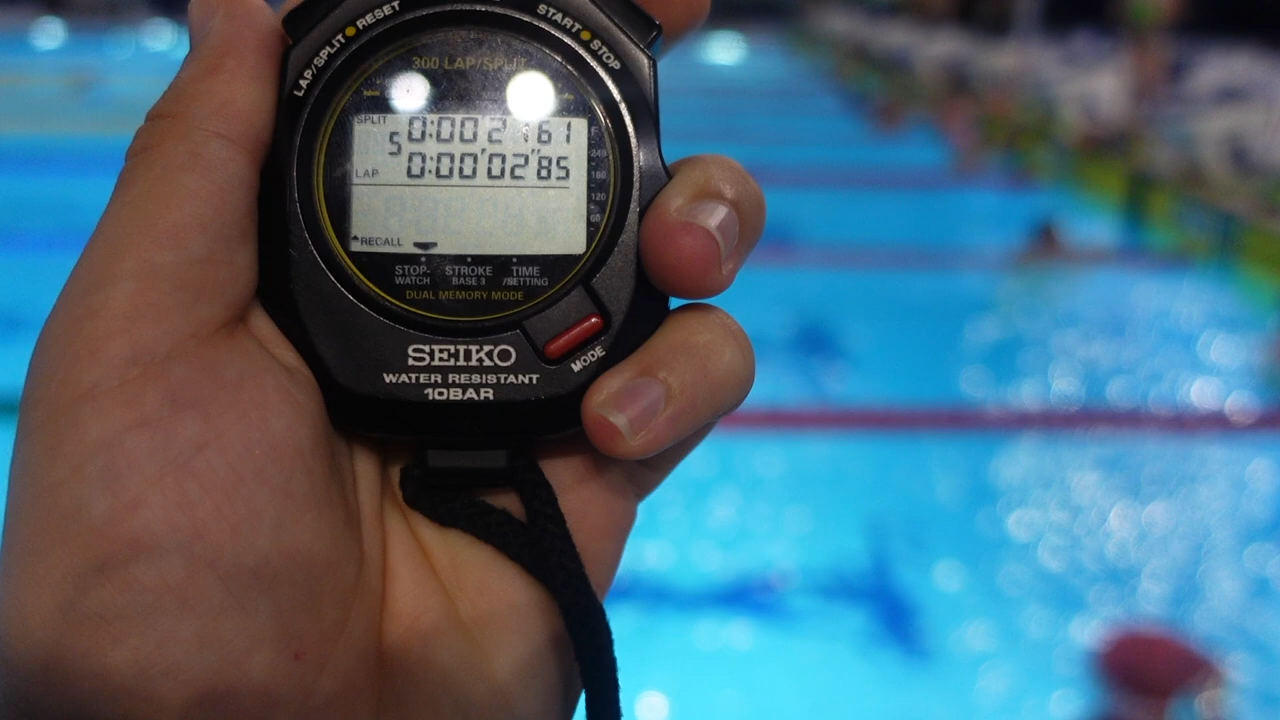 LAP/SPLIT RESET
START STOP
300 LAP/SPLIT
SPLIT
5 0:00'02"85
LAP
240
180
120
60
RECALL
STOP-WATCH STROKE BASE 3 TIME/SETTING
DUAL MEMORY MODE
SEIKO
MODE
WATER RESISTANT
10BAR